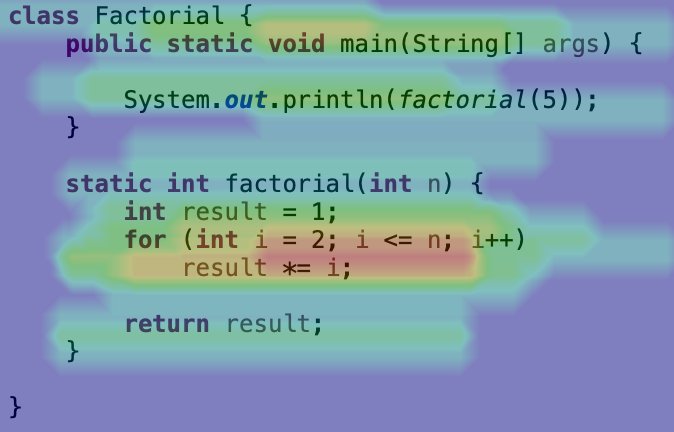 class Factorial {
    public static void main(String[] args) {
        System.out.println(factorial(5));
    }
    static int factorial(int n) {
        int result = 1;
        for (int i = 2; i <= n; i++)
            result *= i;
        return result;
    }
}